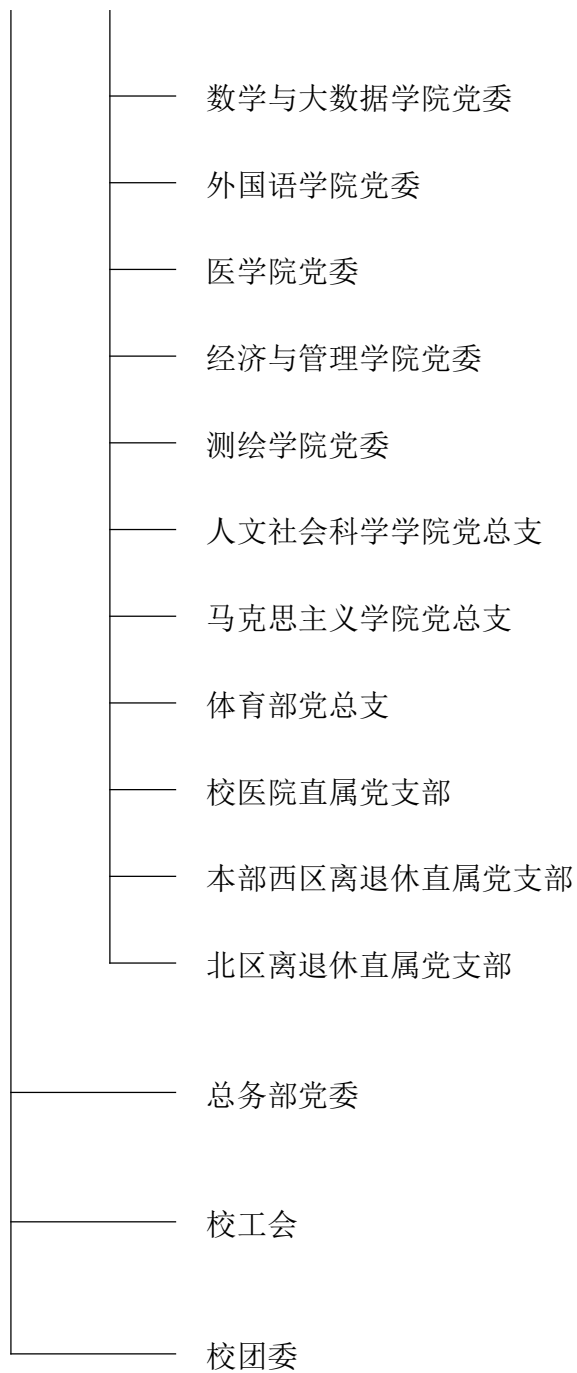 数学与大数据学院党委
外国语学院党委
医学院党委
经济与管理学院党委
测绘学院党委
人文社会科学学院党总支
马克思主义学院党总支
体育部党总支
校医院直属党支部
本部西区离退休直属党支部
北区离退休直属党支部
总务部党委
校工会
校团委